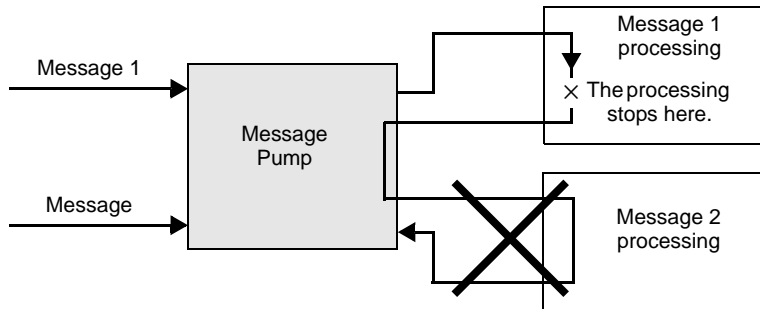 Message 1
Message
Message
Pump
Message 1
processing
× The processing
stops here.
Message 2
processing